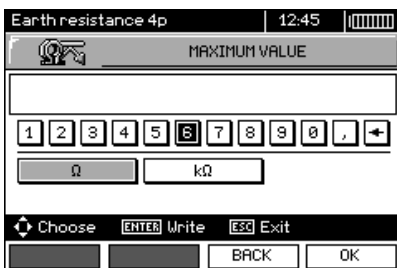 Earth resistance 4p 12:45
MAXIMUM VALUE
1 2 3 4 5 6 7 8 9 0 , ←
Ω kΩ
Choose ENTER Write ESC Exit
BACK OK